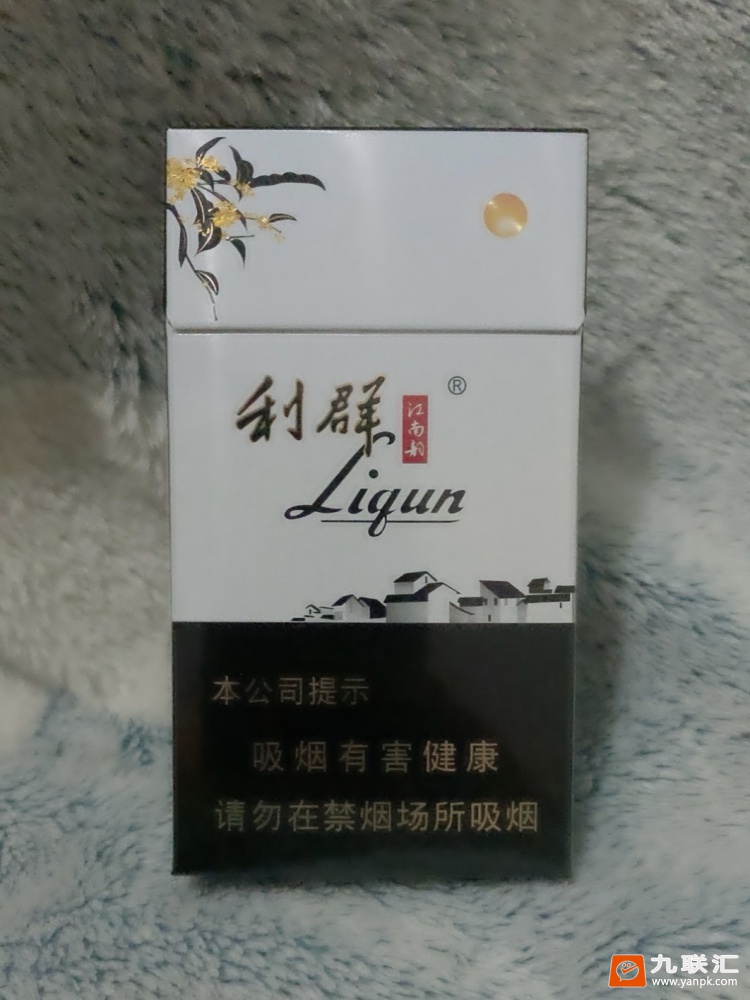 利群
江南韵
®
Liqun
本公司提示
吸烟有害健康
请勿在禁烟场所吸烟
九联汇
www.yanpk.com